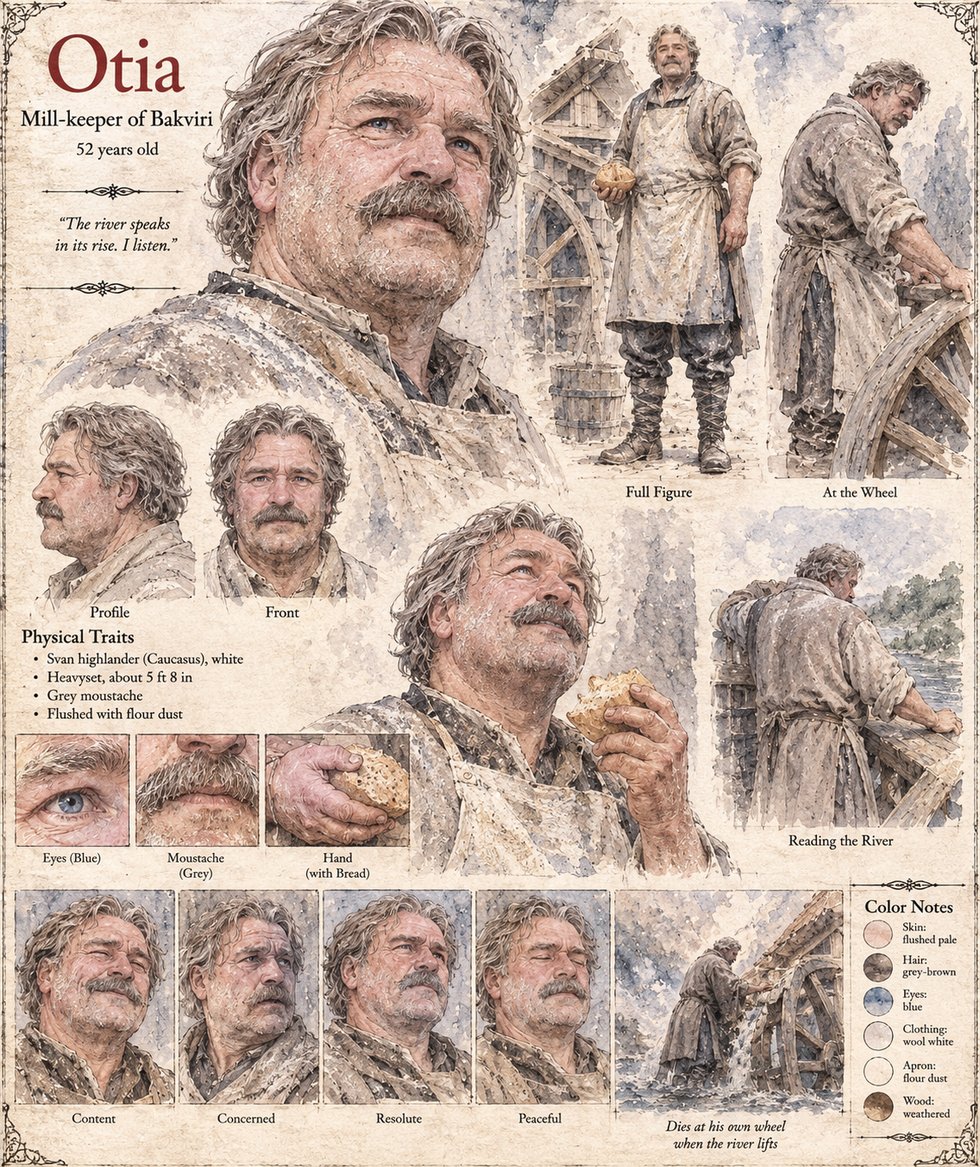 Otia
Mill-keeper of Bakviri
52 years old
“The river speaks
in its rise. I listen.”
Full Figure
At the Wheel
Profile
Front
Physical Traits
• Svan highlander (Caucasus), white
• Heavyset, about 5 ft 8 in
• Grey moustache
• Flushed with flour dust
Eyes (Blue)
Moustache
(Grey)
Hand
(with Bread)
Reading the River
Content
Concerned
Resolute
Peaceful
Dies at his own wheel
when the river lifts
Color Notes
Skin:
flushed pale
Hair:
grey-brown
Eyes:
blue
Clothing:
wool white
Apron:
flour dust
Wood:
weathered